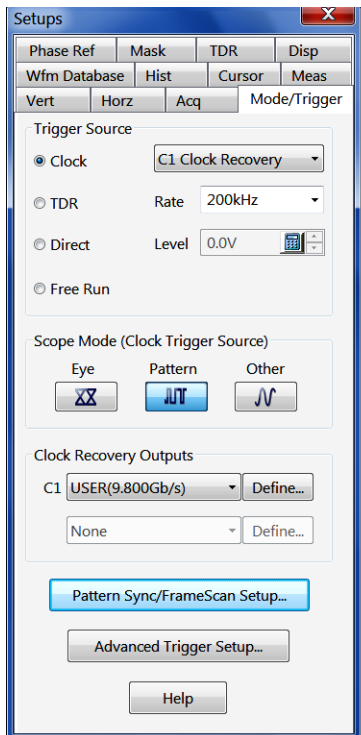 Setups
Phase Ref Mask TDR Disp
Wfm Database Hist Cursor Meas
Vert Horz Acq Mode/Trigger
Trigger Source
Clock C1 Clock Recovery
TDR Rate 200kHz
Direct Level 0.0V
Free Run
Scope Mode (Clock Trigger Source)
Eye Pattern Other
Clock Recovery Outputs
C1 USER(9.800Gb/s) Define...
None Define...
Pattern Sync/FrameScan Setup...
Advanced Trigger Setup...
Help